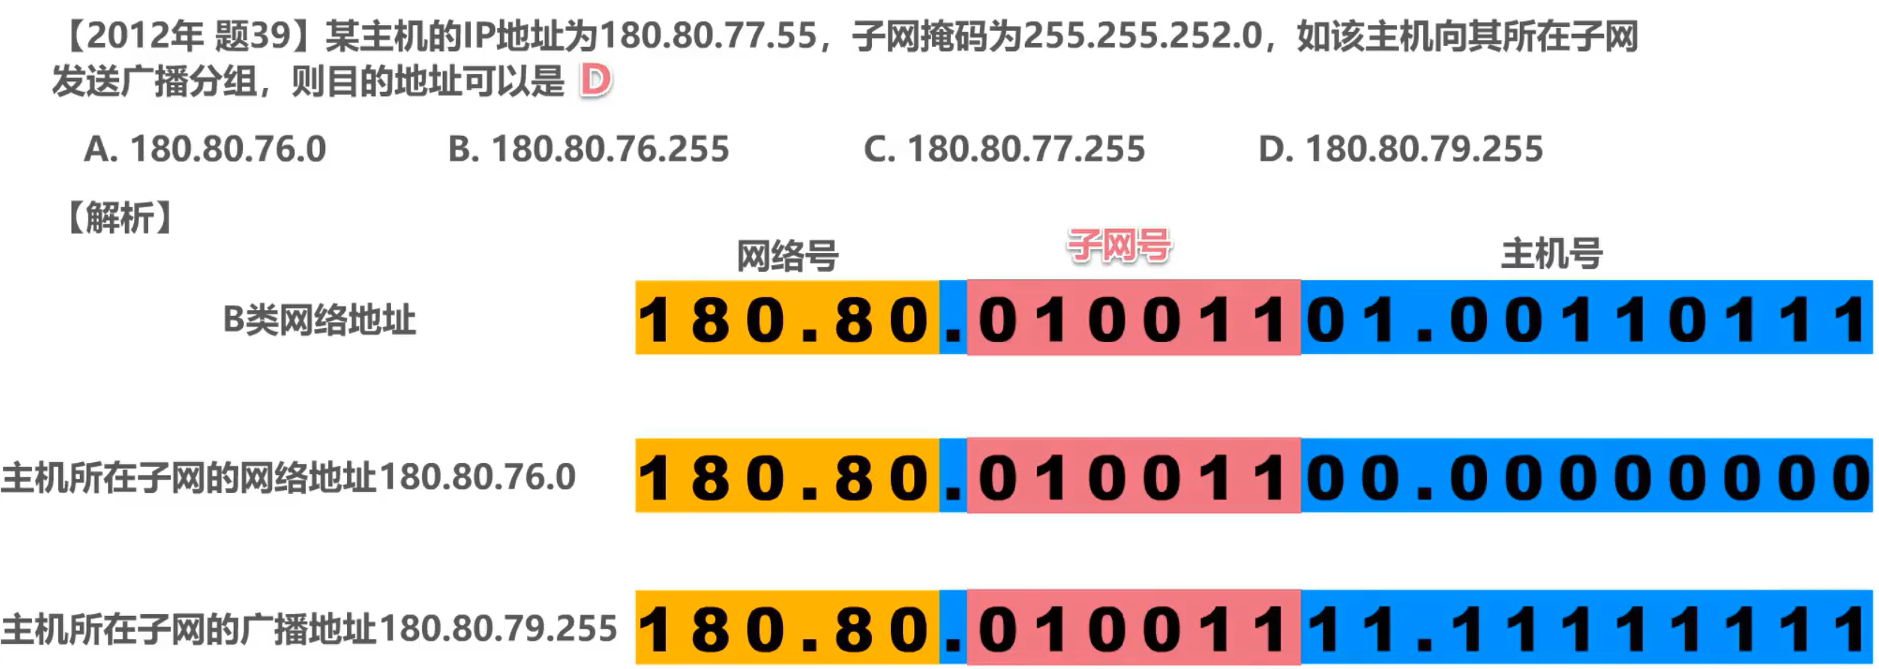 【2012年 题39】某主机的IP地址为180.80.77.55，子网掩码为255.255.252.0，如该主机向其所在子网
发送广播分组，则目的地址可以是 D
A. 180.80.76.0 B. 180.80.76.255 C. 180.80.77.255 D. 180.80.79.255
【解析】
网络号 子网号 主机号
B类网络地址 180.80.01001101.00110111
主机所在子网的网络地址180.80.76.0 180.80.01001100.00000000
主机所在子网的广播地址180.80.79.255 180.80.01001111.11111111